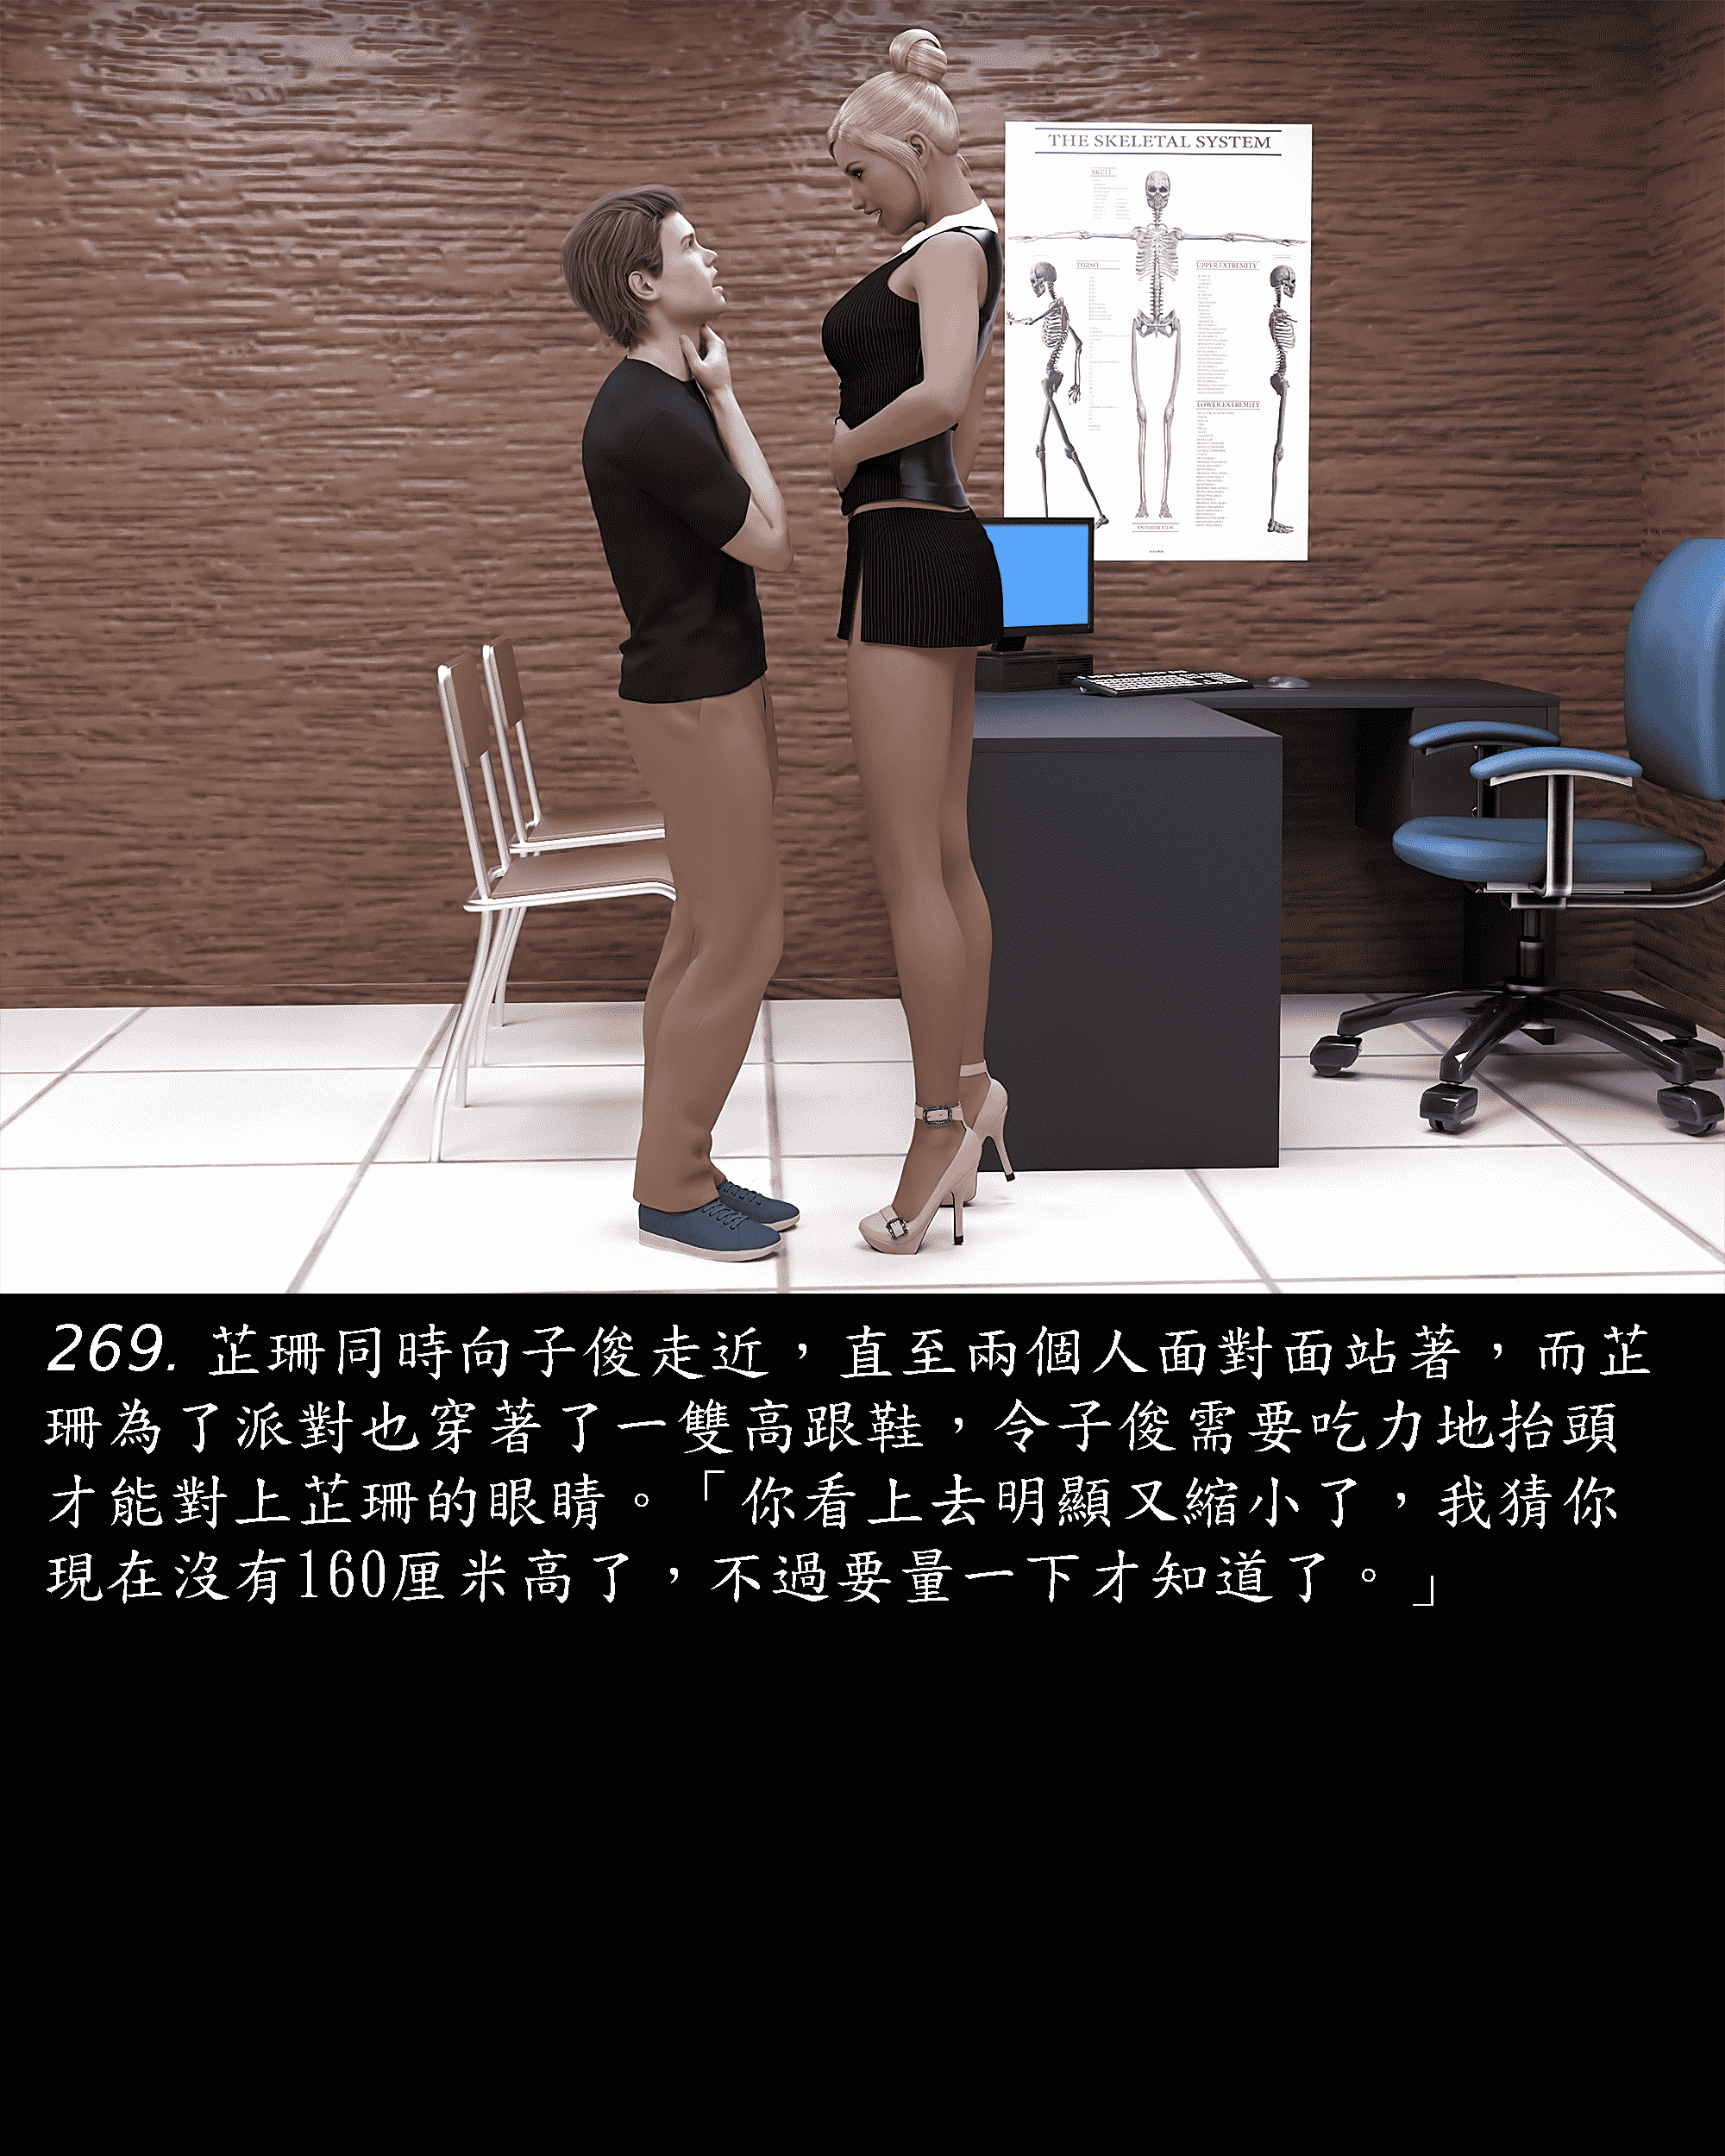 THE SKELETAL SYSTEM
SKULL
TORSO
UPPER EXTREMITY
LOWER EXTREMITY
ANTERIOR VIEW
269. 芷珊同時向子俊走近，直至兩個人面對面站著，而芷
珊為了派對也穿著了一雙高跟鞋，令子俊需要吃力地抬頭
才能對上芷珊的眼睛。「你看上去明顯又縮小了，我猜你
現在沒有160厘米高了，不過要量一下才知道了。」